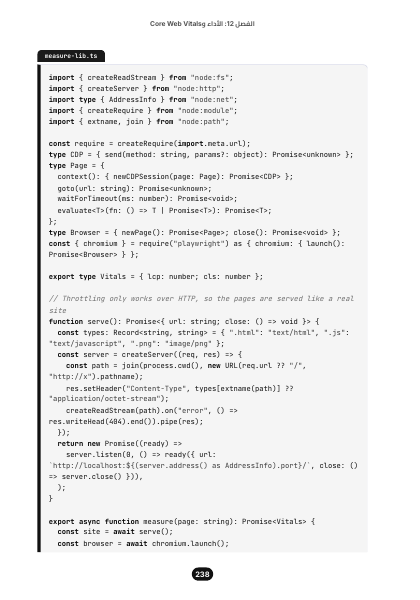 الفصل 12: الأداء وCore Web Vitals
measure-lib.ts
import { createReadStream } from "node:fs";
import { createServer } from "node:http";
import type { AddressInfo } from "node:net";
import { createRequire } from "node:module";
import { extname, join } from "node:path";
const require = createRequire(import.meta.url);
type CDP = { send(method: string, params?: object): Promise<unknown> };
type Page = {
  context(): { newCDPSession(page: Page): Promise<CDP> };
  goto(url: string): Promise<unknown>;
  waitForTimeout(ms: number): Promise<void>;
  evaluate<T>(fn: () => T | Promise<T>): Promise<T>;
};
type Browser = { newPage(): Promise<Page>; close(): Promise<void> };
const { chromium } = require("playwright") as { chromium: { launch():
Promise<Browser> } };
export type Vitals = { lcp: number; cls: number };
// Throttling only works over HTTP, so the pages are served like a real
site
function serve(): Promise<{ url: string; close: () => void }> {
  const types: Record<string, string> = { ".html": "text/html", ".js":
"text/javascript", ".png": "image/png" };
  const server = createServer((req, res) => {
    const path = join(process.cwd(), new URL(req.url ?? "/",
"http://x").pathname);
    res.setHeader("Content-Type", types[extname(path)] ??
"application/octet-stream");
    createReadStream(path).on("error", () =>
res.writeHead(404).end()).pipe(res);
  });
  return new Promise((ready) =>
    server.listen(0, () => ready({ url:
`http://localhost:${(server.address() as AddressInfo).port}/`, close: ()
=> server.close() })),
  );
}
export async function measure(page: string): Promise<Vitals> {
  const site = await serve();
  const browser = await chromium.launch();
238